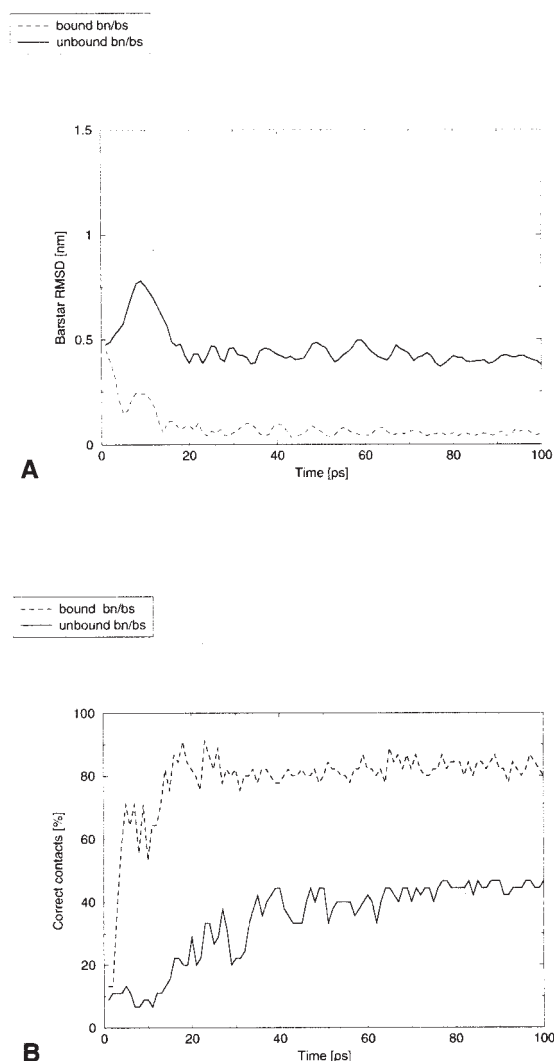 bound bn/bs
unbound bn/bs
1.5
1
0.5
0
Barstar RMSD [nm]
0 20 40 60 80 100
Time [ps]
A
bound bn/bs
unbound bn/bs
100
80
60
40
20
0
Correct contacts [%]
0 20 40 60 80 100
Time [ps]
B